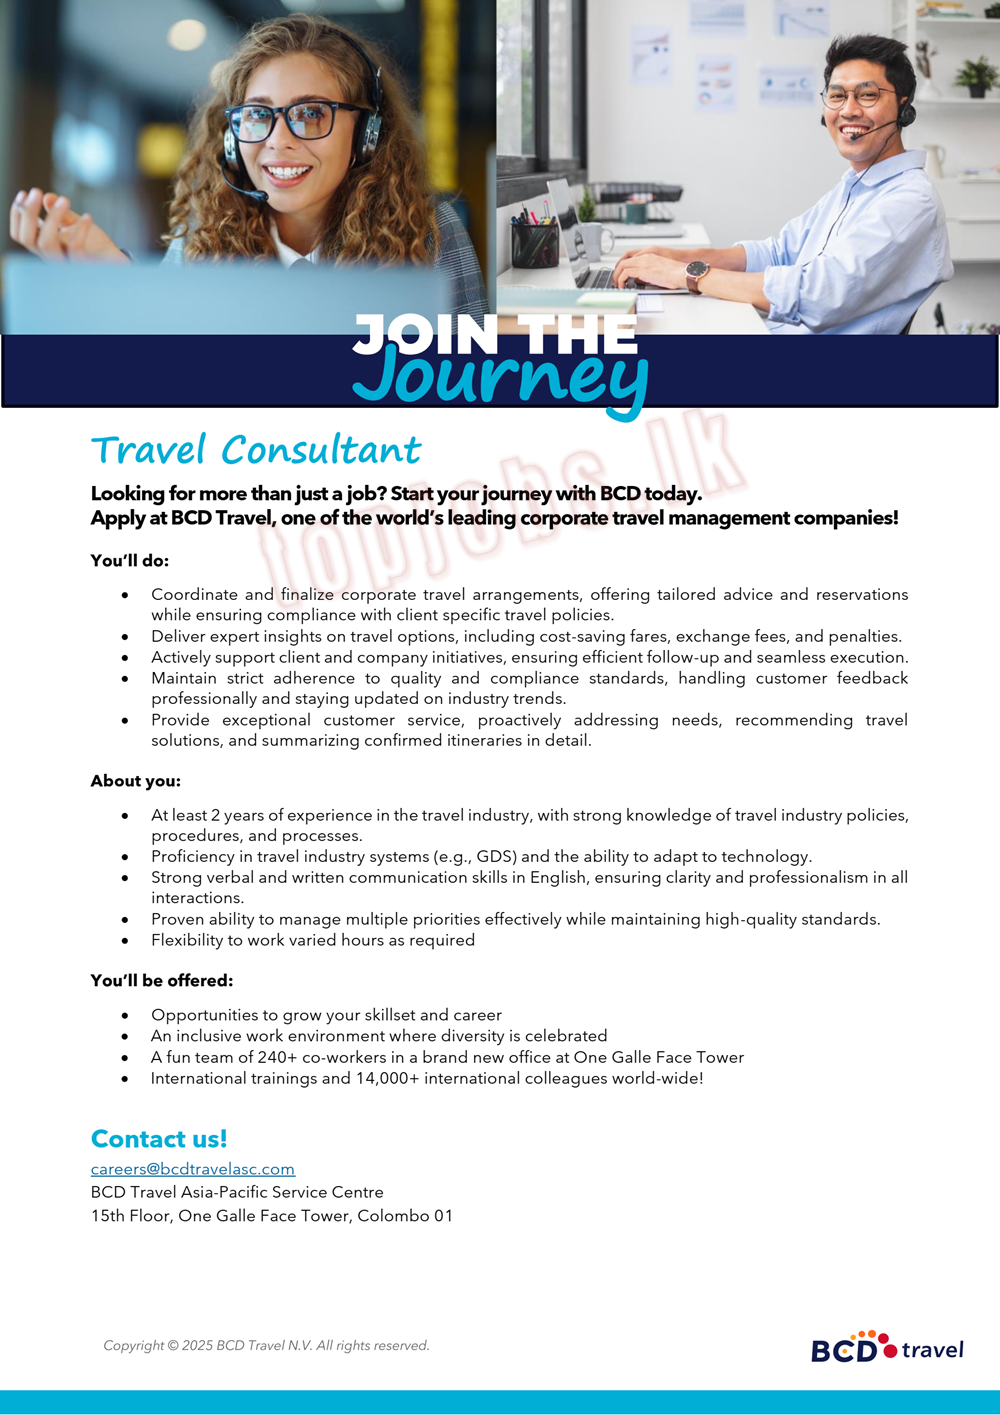 JOIN THE
Journey
Travel Consultant
topjobs.lk
Looking for more than just a job? Start your journey with BCD today.
Apply at BCD Travel, one of the world's leading corporate travel management companies!
You'll do:
• Coordinate and finalize corporate travel arrangements, offering tailored advice and reservations
while ensuring compliance with client specific travel policies.
• Deliver expert insights on travel options, including cost-saving fares, exchange fees, and penalties.
• Actively support client and company initiatives, ensuring efficient follow-up and seamless execution.
• Maintain strict adherence to quality and compliance standards, handling customer feedback
professionally and staying updated on industry trends.
• Provide exceptional customer service, proactively addressing needs, recommending travel
solutions, and summarizing confirmed itineraries in detail.
About you:
• At least 2 years of experience in the travel industry, with strong knowledge of travel industry policies,
procedures, and processes.
• Proficiency in travel industry systems (e.g., GDS) and the ability to adapt to technology.
• Strong verbal and written communication skills in English, ensuring clarity and professionalism in all
interactions.
• Proven ability to manage multiple priorities effectively while maintaining high-quality standards.
• Flexibility to work varied hours as required
You'll be offered:
• Opportunities to grow your skillset and career
• An inclusive work environment where diversity is celebrated
• A fun team of 240+ co-workers in a brand new office at One Galle Face Tower
• International trainings and 14,000+ international colleagues world-wide!
Contact us!
careers@bcdtravelasc.com
BCD Travel Asia-Pacific Service Centre
15th Floor, One Galle Face Tower, Colombo 01
Copyright © 2025 BCD Travel N.V. All rights reserved.
BCD travel